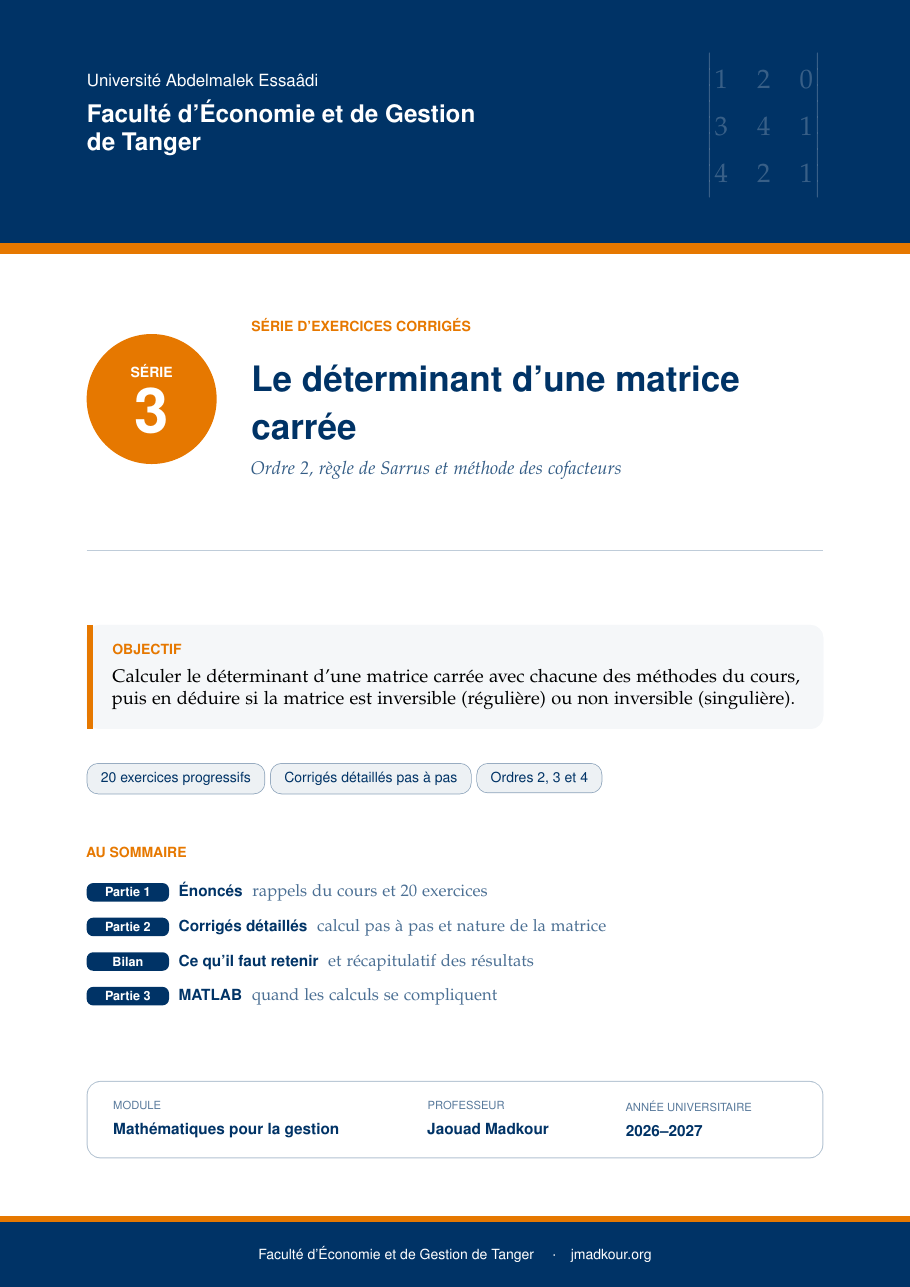 Université Abdelmalek Essaâdi
Faculté d'Économie et de Gestion
de Tanger
1 2 0
3 4 1
4 2 1
SÉRIE D'EXERCICES CORRIGÉS
SÉRIE
3
Le déterminant d'une matrice
carrée
Ordre 2, règle de Sarrus et méthode des cofacteurs
OBJECTIF
Calculer le déterminant d'une matrice carrée avec chacune des méthodes du cours,
puis en déduire si la matrice est inversible (régulière) ou non inversible (singulière).
20 exercices progressifs
Corrigés détaillés pas à pas
Ordres 2, 3 et 4
AU SOMMAIRE
Partie 1 Énoncés rappels du cours et 20 exercices
Partie 2 Corrigés détaillés calcul pas à pas et nature de la matrice
Bilan Ce qu'il faut retenir et récapitulatif des résultats
Partie 3 MATLAB quand les calculs se compliquent
MODULE
Mathématiques pour la gestion
PROFESSEUR
Jaouad Madkour
ANNÉE UNIVERSITAIRE
2026–2027
Faculté d'Économie et de Gestion de Tanger · jmadkour.org